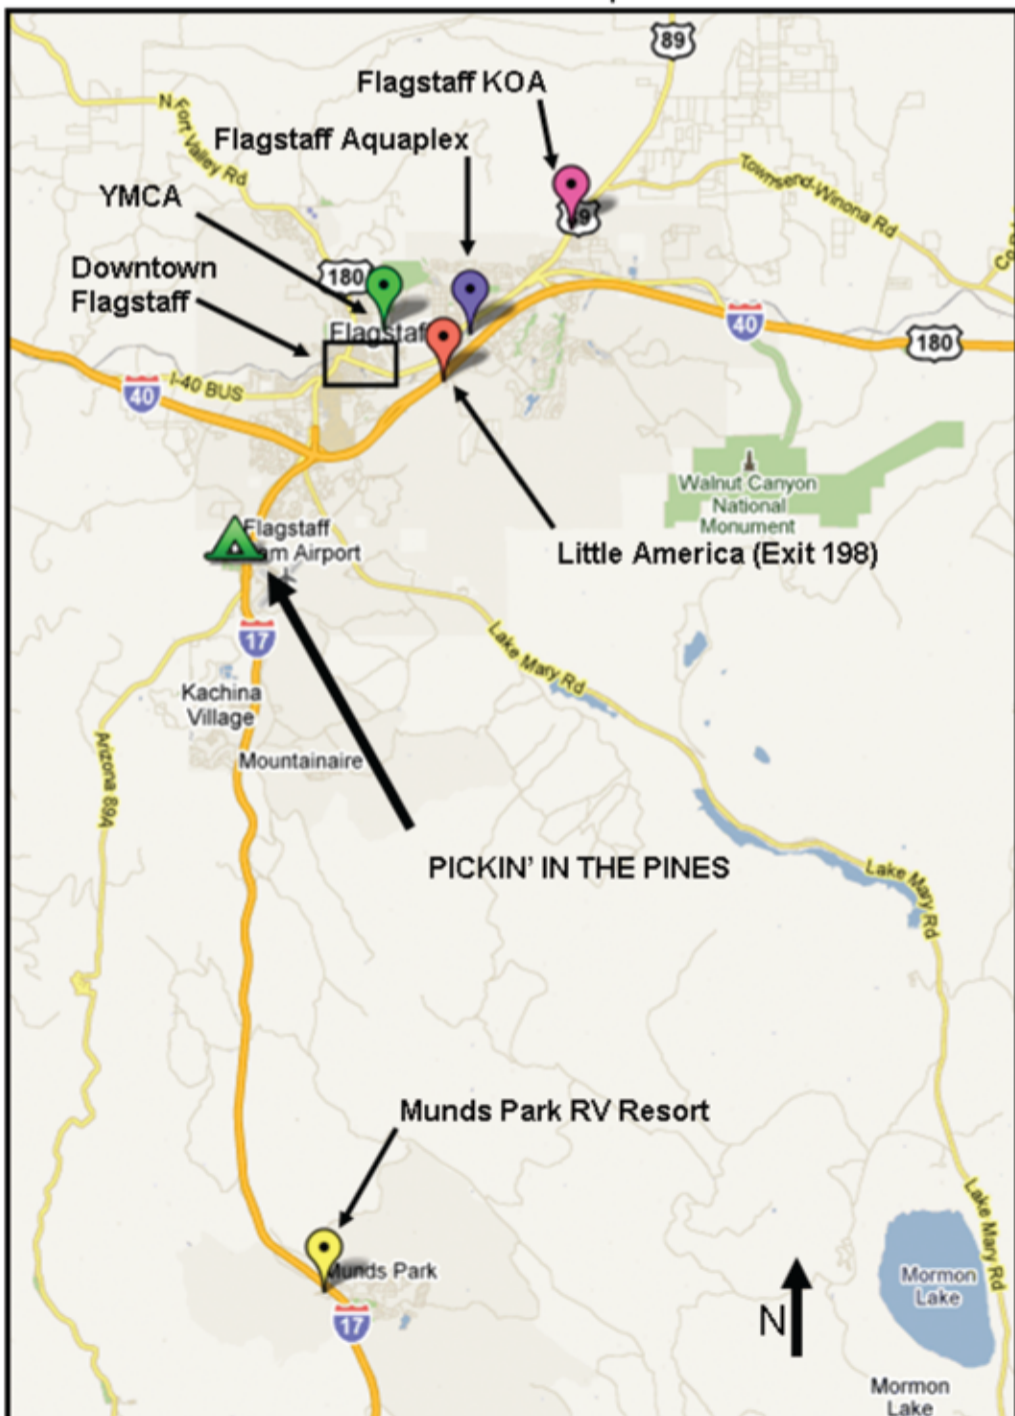 89
Flagstaff KOA
N Fort Valley Rd
Flagstaff Aquaplex
Townsend-Winona Rd
YMCA
Downtown
Flagstaff
180
Flagstaf
40
180
I-40 BUS
40
Walnut Canyon
National
Monument
Flagstaff
am Airport
Little America (Exit 198)
17
Lake Mary Rd
Kachina
Village
Arizona 89A
Mountainaire
PICKIN' IN THE PINES
Lake Mary Rd
Munds Park RV Resort
Lake Mary Rd
Munds Park
Mormon
Lake
17
N
Mormon
Lake